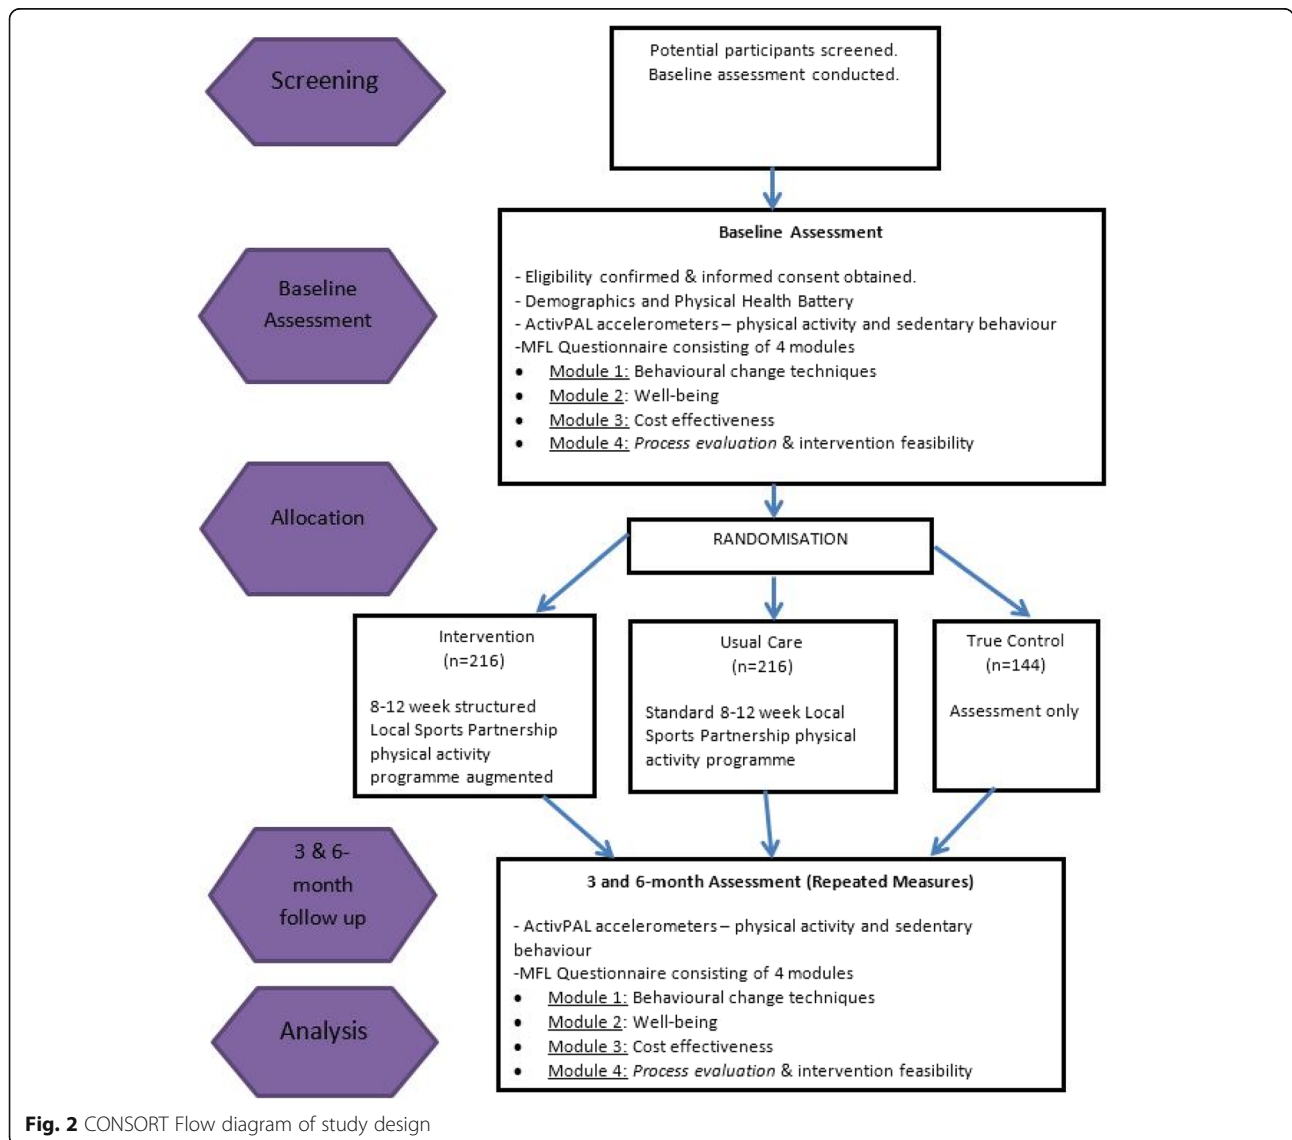 Screening
Potential participants screened.
Baseline assessment conducted.
Baseline
Assessment
Baseline Assessment
- Eligibility confirmed & informed consent obtained.
- Demographics and Physical Health Battery
- ActivPAL accelerometers – physical activity and sedentary behaviour
-MFL Questionnaire consisting of 4 modules
• Module 1: Behavioural change techniques
• Module 2: Well-being
• Module 3: Cost effectiveness
• Module 4: Process evaluation & intervention feasibility
Allocation
RANDOMISATION
Intervention
(n=216)
8-12 week structured
Local Sports Partnership
physical activity
programme augmented
Usual Care
(n=216)
Standard 8-12 week Local
Sports Partnership physical
activity programme
True Control
(n=144)
Assessment only
3 & 6-
month
follow up
3 and 6-month Assessment (Repeated Measures)
- ActivPAL accelerometers – physical activity and sedentary
behaviour
-MFL Questionnaire consisting of 4 modules
• Module 1: Behavioural change techniques
• Module 2: Well-being
• Module 3: Cost effectiveness
• Module 4: Process evaluation & intervention feasibility
Analysis
Fig. 2 CONSORT Flow diagram of study design